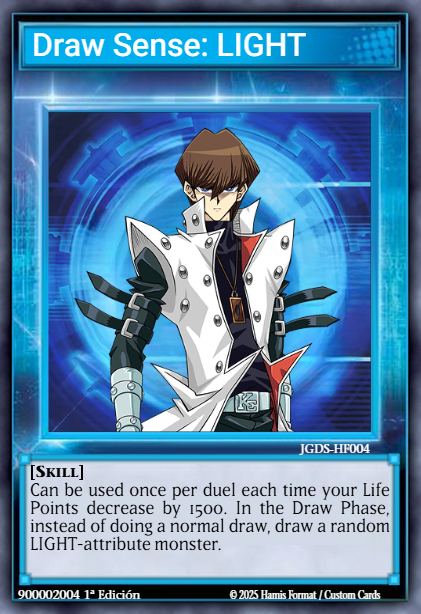 Draw Sense: LIGHT
KC
JGDS-HF004
[SKILL]
Can be used once per duel each time your Life
Points decrease by 1500. In the Draw Phase,
instead of doing a normal draw, draw a random
LIGHT-attribute monster.
900002004 1ª Edición
© 2025 Hamis Format / Custom Cards